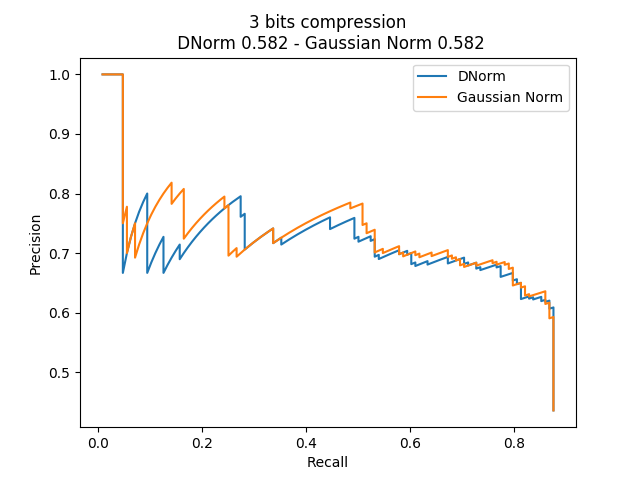 3 bits compression
DNorm 0.582 - Gaussian Norm 0.582
DNorm
Gaussian Norm
1.0
0.9
0.8
0.7
0.6
0.5
Precision
0.0 0.2 0.4 0.6 0.8
Recall